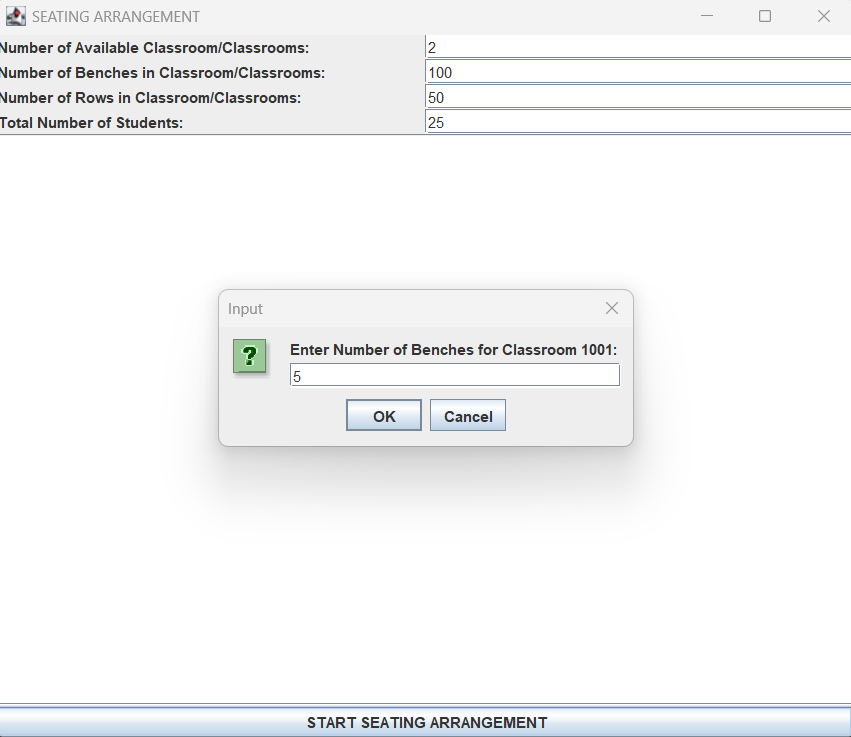 SEATING ARRANGEMENT
Number of Available Classroom/Classrooms: 2
Number of Benches in Classroom/Classrooms: 100
Number of Rows in Classroom/Classrooms: 50
Total Number of Students: 25
Input
?
Enter Number of Benches for Classroom 1001:
5
OK Cancel
START SEATING ARRANGEMENT